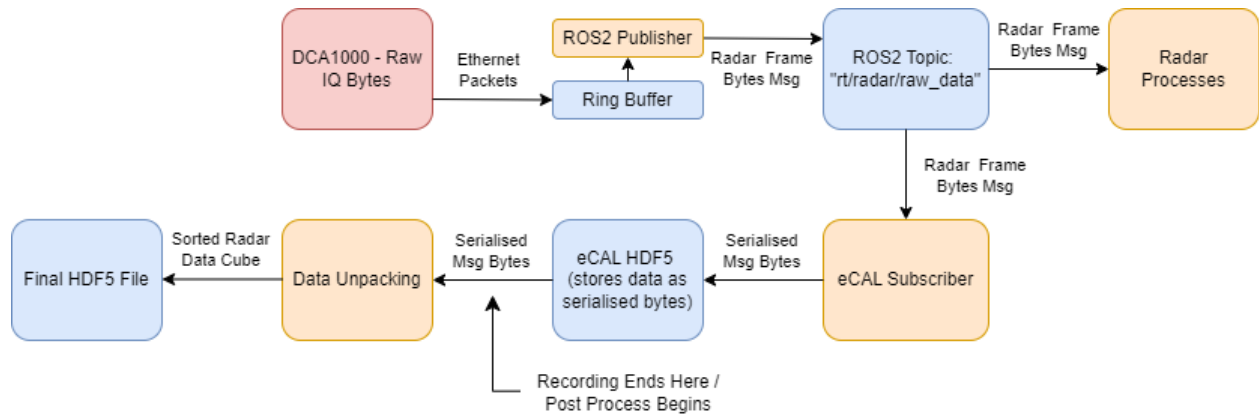 DCA1000 - Raw
IQ Bytes
Ethernet
Packets
ROS2 Publisher
Ring Buffer
Radar Frame
Bytes Msg
ROS2 Topic:
"rt/radar/raw_data"
Radar Frame
Bytes Msg
Radar
Processes
Radar Frame
Bytes Msg
Final HDF5 File
Sorted Radar
Data Cube
Data Unpacking
Serialised
Msg Bytes
eCAL HDF5
(stores data as
serialised bytes)
Serialised
Msg Bytes
eCAL Subscriber
Recording Ends Here /
Post Process Begins